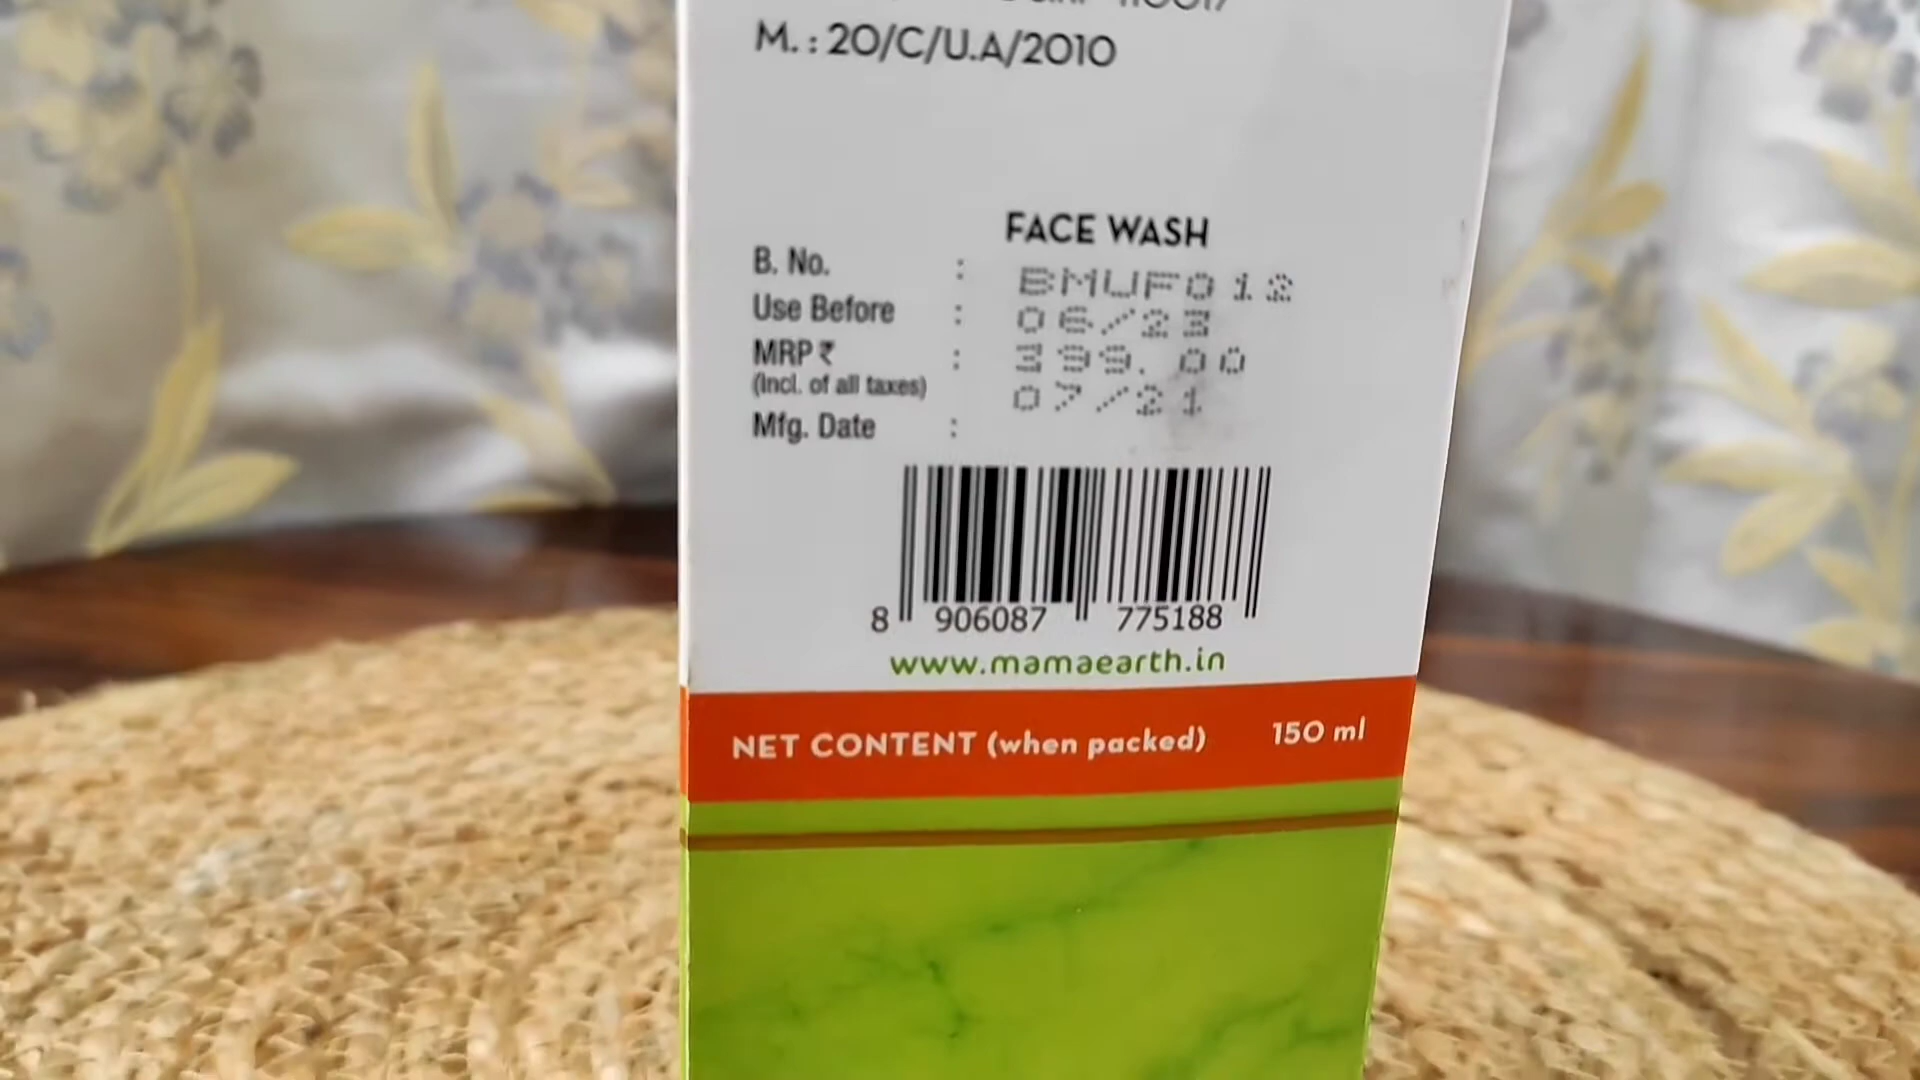 M. : 20/C/U.A/2010
FACE WASH
B. No. : BMUF012
Use Before : 06/23
MRP ₹ : 399.00
(Incl. of all taxes)
07/21
Mfg. Date :
8 906087 775188
www.mamaearth.in
NET CONTENT (when packed) 150 ml